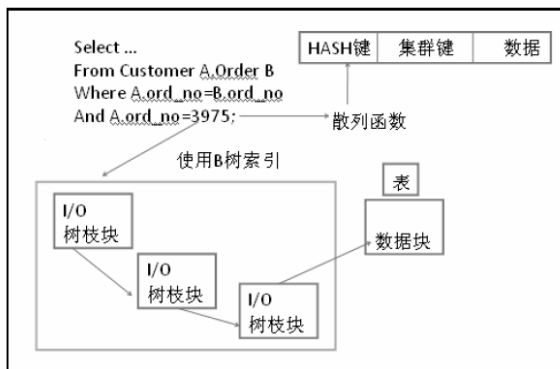 Select ...
From Customer A,Order B
Where A.ord_no=B.ord_no
And A.ord_no=3975;
HASH键 集群键 数据
散列函数
使用B树索引
表
数据块
I/O
树枝块
I/O
树枝块
I/O
树枝块